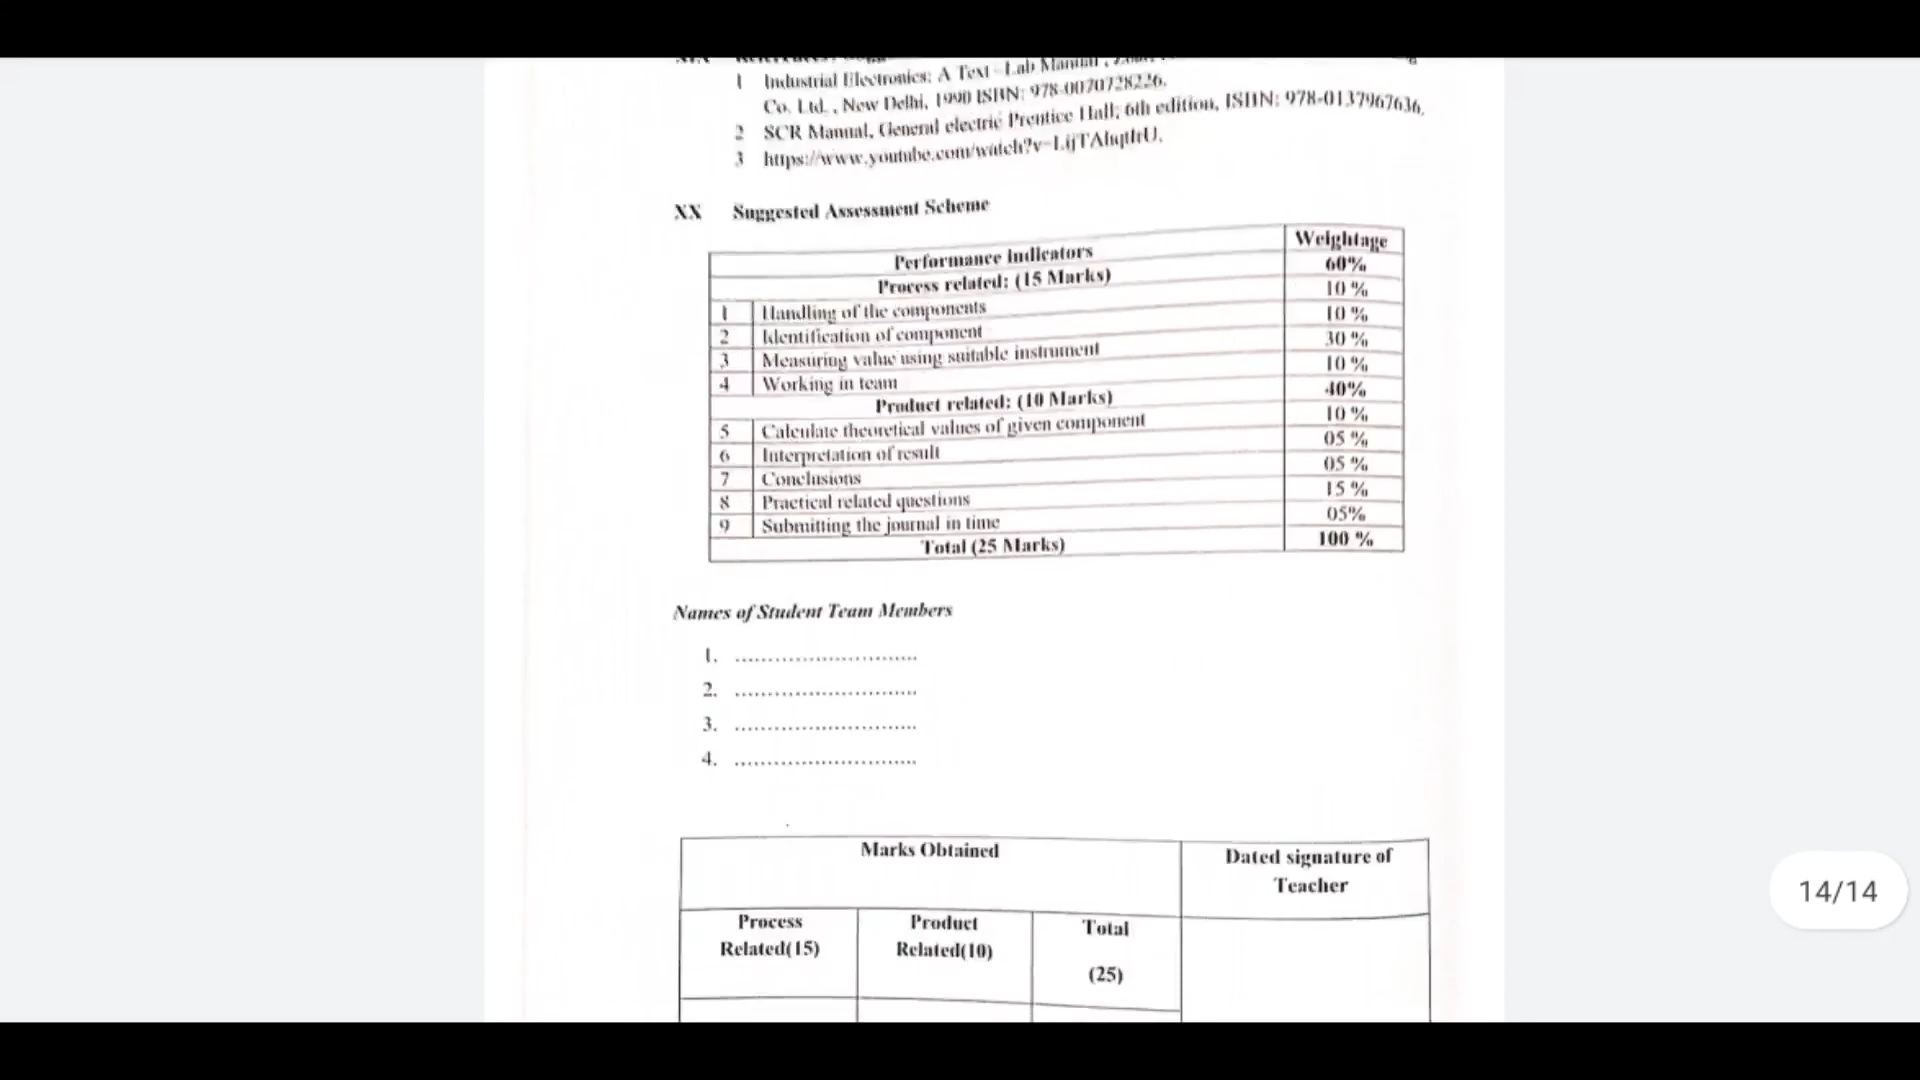 1 Industrial Electronics: A Text - Lab Manual ,
Co. Ltd. , New Delhi, 1990 ISBN: 978-0070728226.
2 SCR Manual, General electric Prentice Hall; 6th edition, ISBN: 978-0137967636,
3 https://www.youtube.com/watch?v=
XX Suggested Assessment Scheme
Performance Indicators Weightage
Process related: (15 Marks) 60%
1 Handling of the components 10 %
2 Identification of component 10 %
3 Measuring value using suitable instrument 30 %
4 Working in team 10 %
Product related: (10 Marks) 40%
5 Calculate theoretical values of given component 10 %
6 Interpretation of result 05 %
7 Conclusions 05 %
8 Practical related questions 15 %
9 Submitting the journal in time 05%
Total (25 Marks) 100 %
Names of Student Team Members
1. ............................
2. ............................
3. ............................
4. ............................
Marks Obtained
Dated signature of
Teacher
Process
Related(15)
Product
Related(10)
Total
(25)
14/14